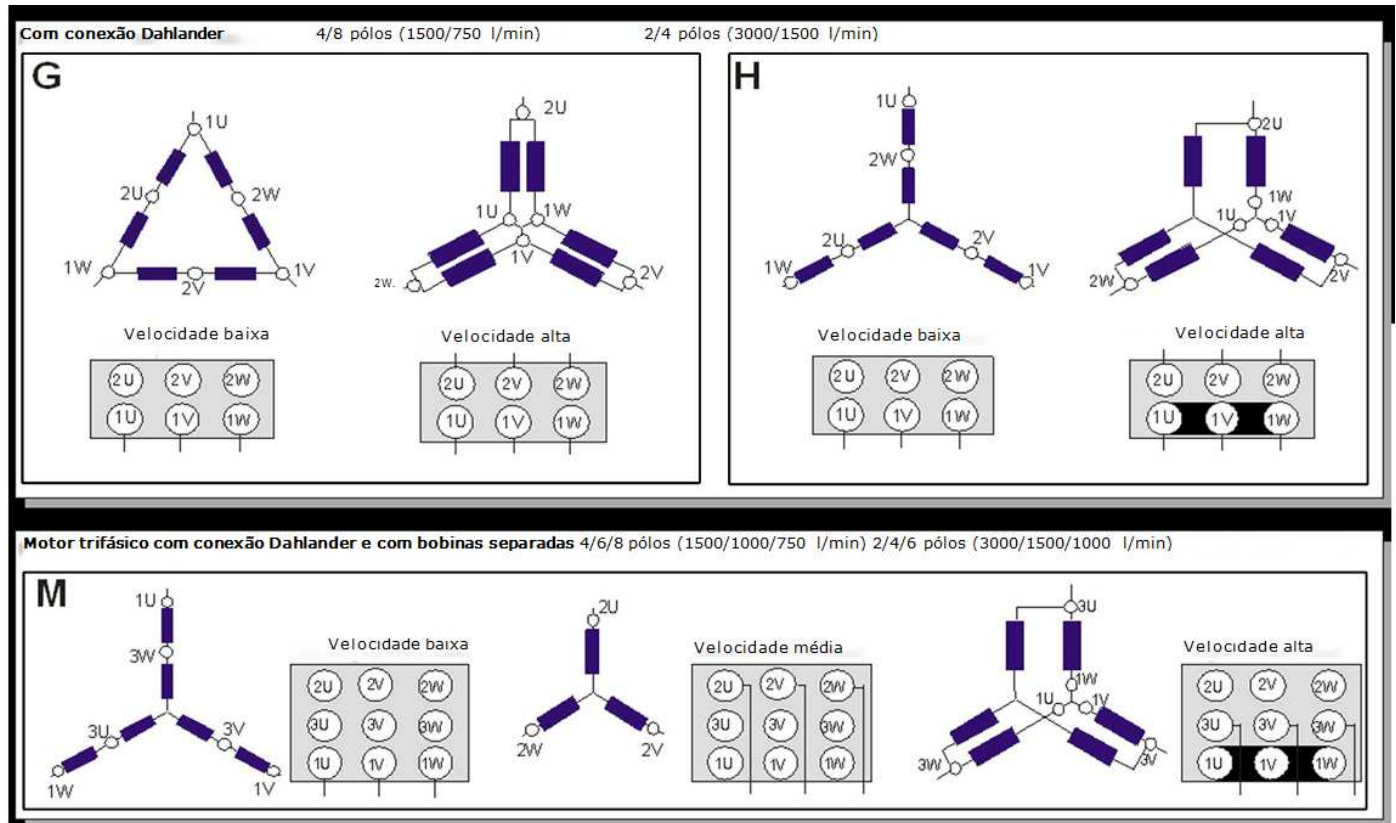 Com conexão Dahlander 4/8 pólos (1500/750 l/min) 2/4 pólos (3000/1500 l/min)
G
1U
2U
2W
1W
2V
1V
2U
1U
1W
1V
2W.
2V
Velocidade baixa
Velocidade alta
2U 2V 2W
1U 1V 1W
2U 2V 2W
1U 1V 1W
H
1U
2W
2U
2V
1W
1V
2U
1W
1U
1V
2W
2V
Velocidade baixa
Velocidade alta
2U 2V 2W
1U 1V 1W
2U 2V 2W
1U 1V 1W
Motor trifásico com conexão Dahlander e com bobinas separadas 4/6/8 pólos (1500/1000/750 l/min) 2/4/6 pólos (3000/1500/1000 l/min)
M
1U
3W
3U
3V
1W
1V
Velocidade baixa
2U 2V 2W
3U 3V 3W
1U 1V 1W
2U
2W
2V
Velocidade média
2U 2V 2W
3U 3V 3W
1U 1V 1W
3U
1W
1U
1V
3W
3V
Velocidade alta
2U 2V 2W
3U 3V 3W
1U 1V 1W